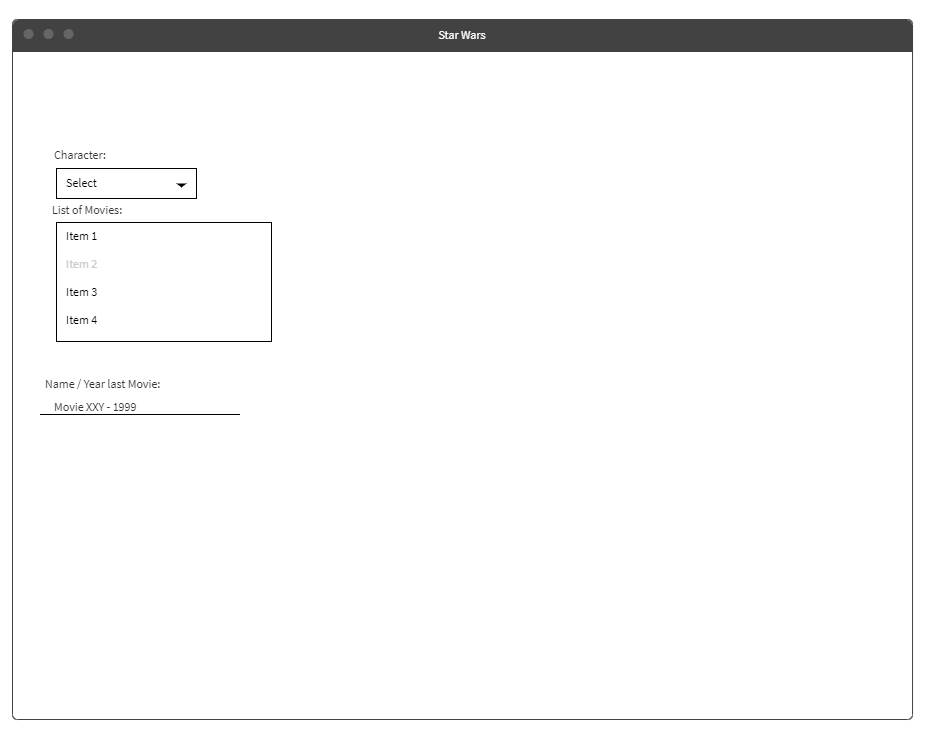 Star Wars
Character:
Select
List of Movies:
Item 1
Item 2
Item 3
Item 4
Name / Year last Movie:
Movie XXY - 1999